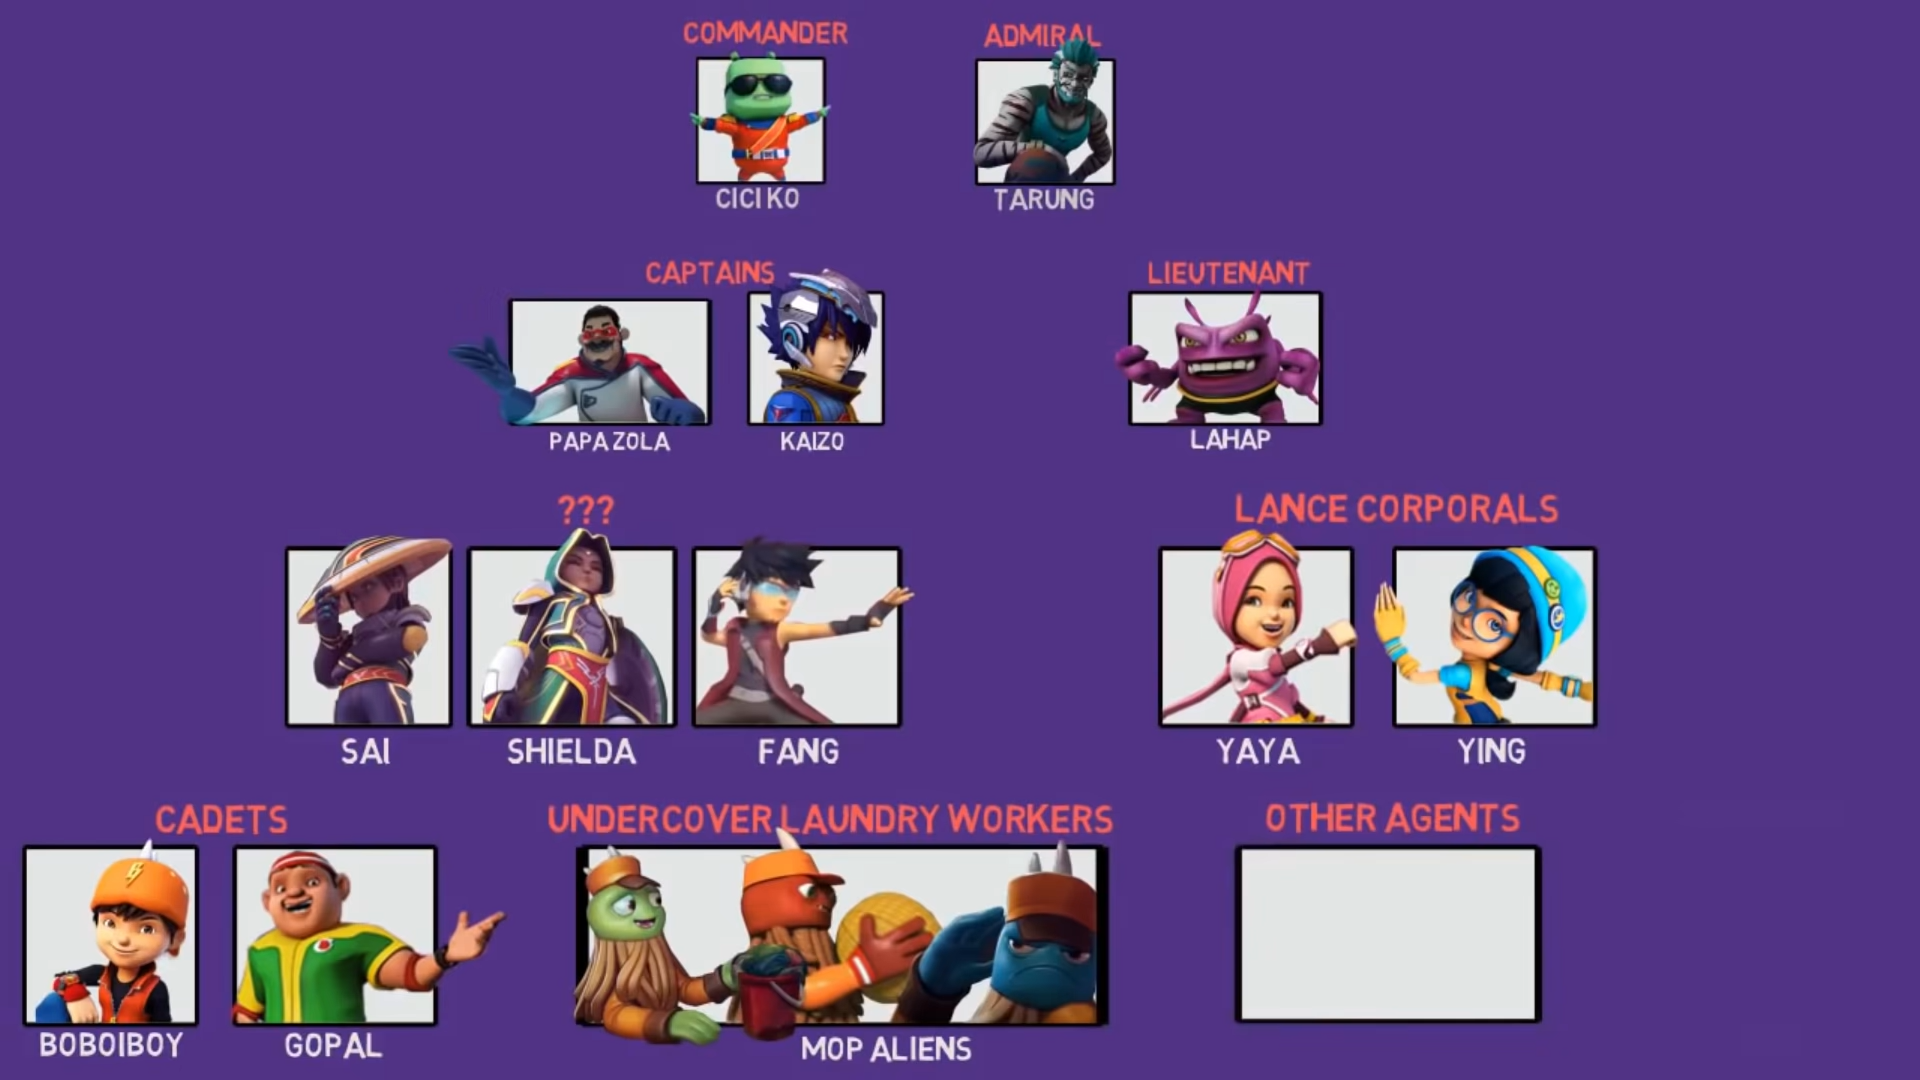 COMMANDER
ADMIRAL
CICI KO
TARUNG
CAPTAINS
LIEUTENANT
PAPA ZOLA
KAIZO
LAHAP
???
LANCE CORPORALS
SAI
SHIELDA
FANG
YAYA
YING
CADETS
UNDERCOVER LAUNDRY WORKERS
OTHER AGENTS
BOBOIBOY
GOPAL
MOP ALIENS